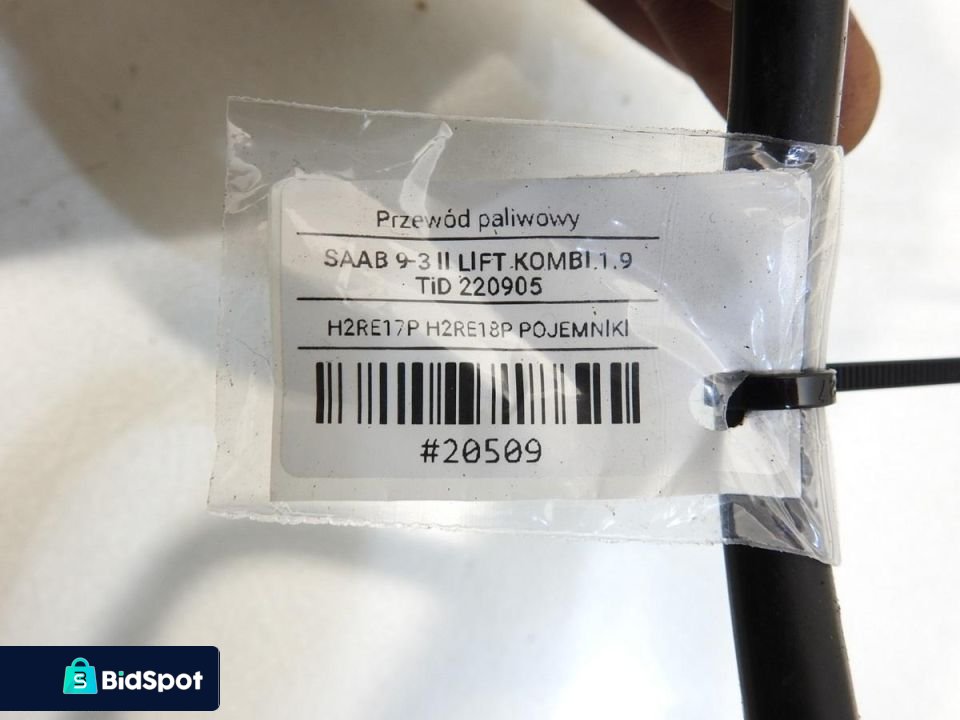 Przewód paliwowy
SAAB 9-3 II LIFT KOMBI 1.9
TiD 220905
H2RE17P H2RE18P POJEMNIKI
#20509
BidSpot